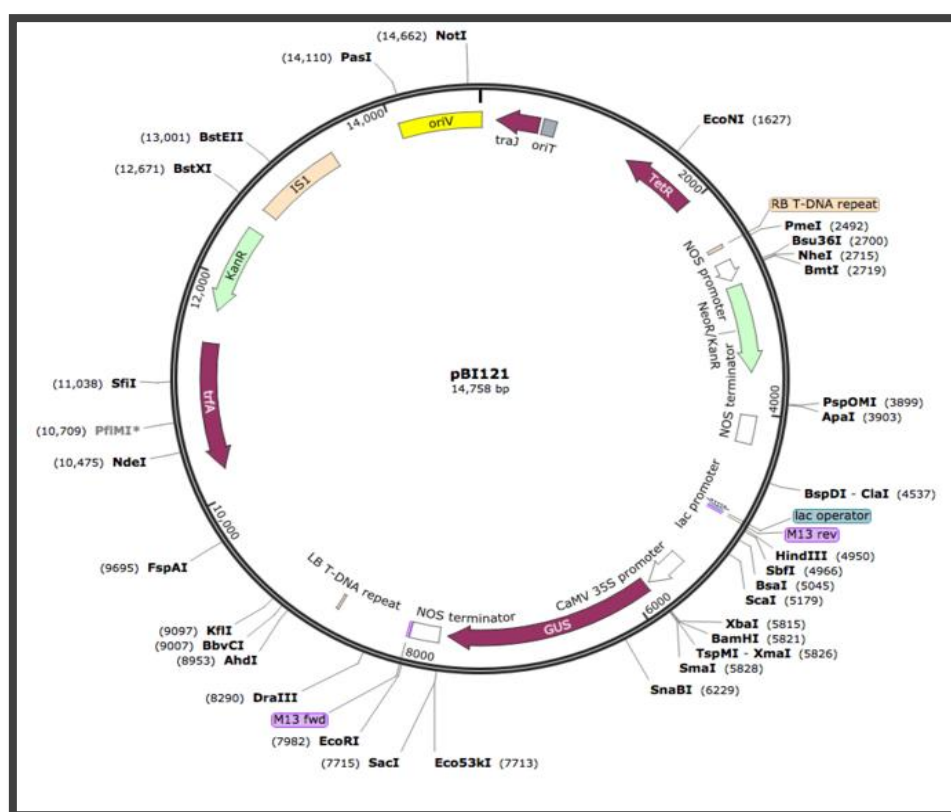 (14,662) NotI
(14,110) PasI
14,000
oriV
traJ
oriT
EcoNI (1627)
(13,001) BstEII
(12,671) BstXI
IS1
TetR
2000
RB T-DNA repeat
PmeI (2492)
Bsu36I (2700)
NheI (2715)
BmtI (2719)
NOS promoter
KanR
12,000
NeoR/KanR
pBI121
14,758 bp
NOS terminator
(11,038) SfiI
trfA
4000
PspOMI (3899)
ApaI (3903)
(10,709) PflMI*
(10,475) NdeI
lac promoter
BspDI - ClaI (4537)
lac operator
M13 rev
10,000
HindIII (4950)
SbfI (4966)
BsaI (5045)
ScaI (5179)
(9695) FspAI
LB T-DNA repeat
CaMV 35S promoter
6000
NOS terminator
GUS
XbaI (5815)
BamHI (5821)
TspMI - XmaI (5826)
SmaI (5828)
(9097) KflI
(9007) BbvCI
(8953) AhdI
8000
SnaBI (6229)
(8290) DraIII
M13 fwd
(7982) EcoRI
(7715) SacI
Eco53kI (7713)